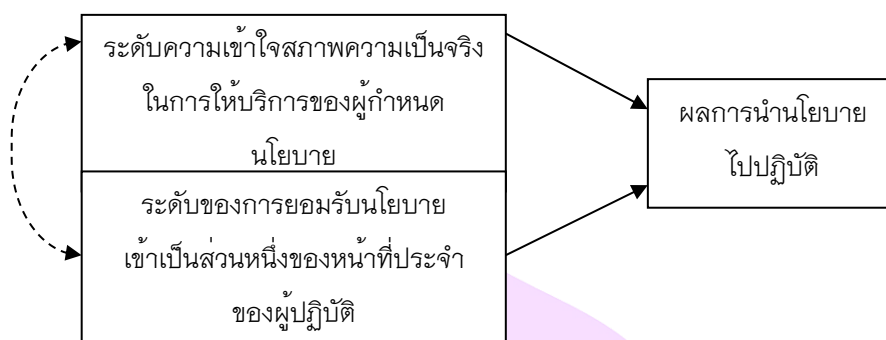 ระดับความเข้าใจสภาพความเป็นจริง
ในการให้บริการของผู้กำหนด
นโยบาย
ระดับของการยอมรับนโยบาย
เข้าเป็นส่วนหนึ่งของหน้าที่ประจำ
ของผู้ปฏิบัติ
ผลการนำนโยบาย
ไปปฏิบัติ